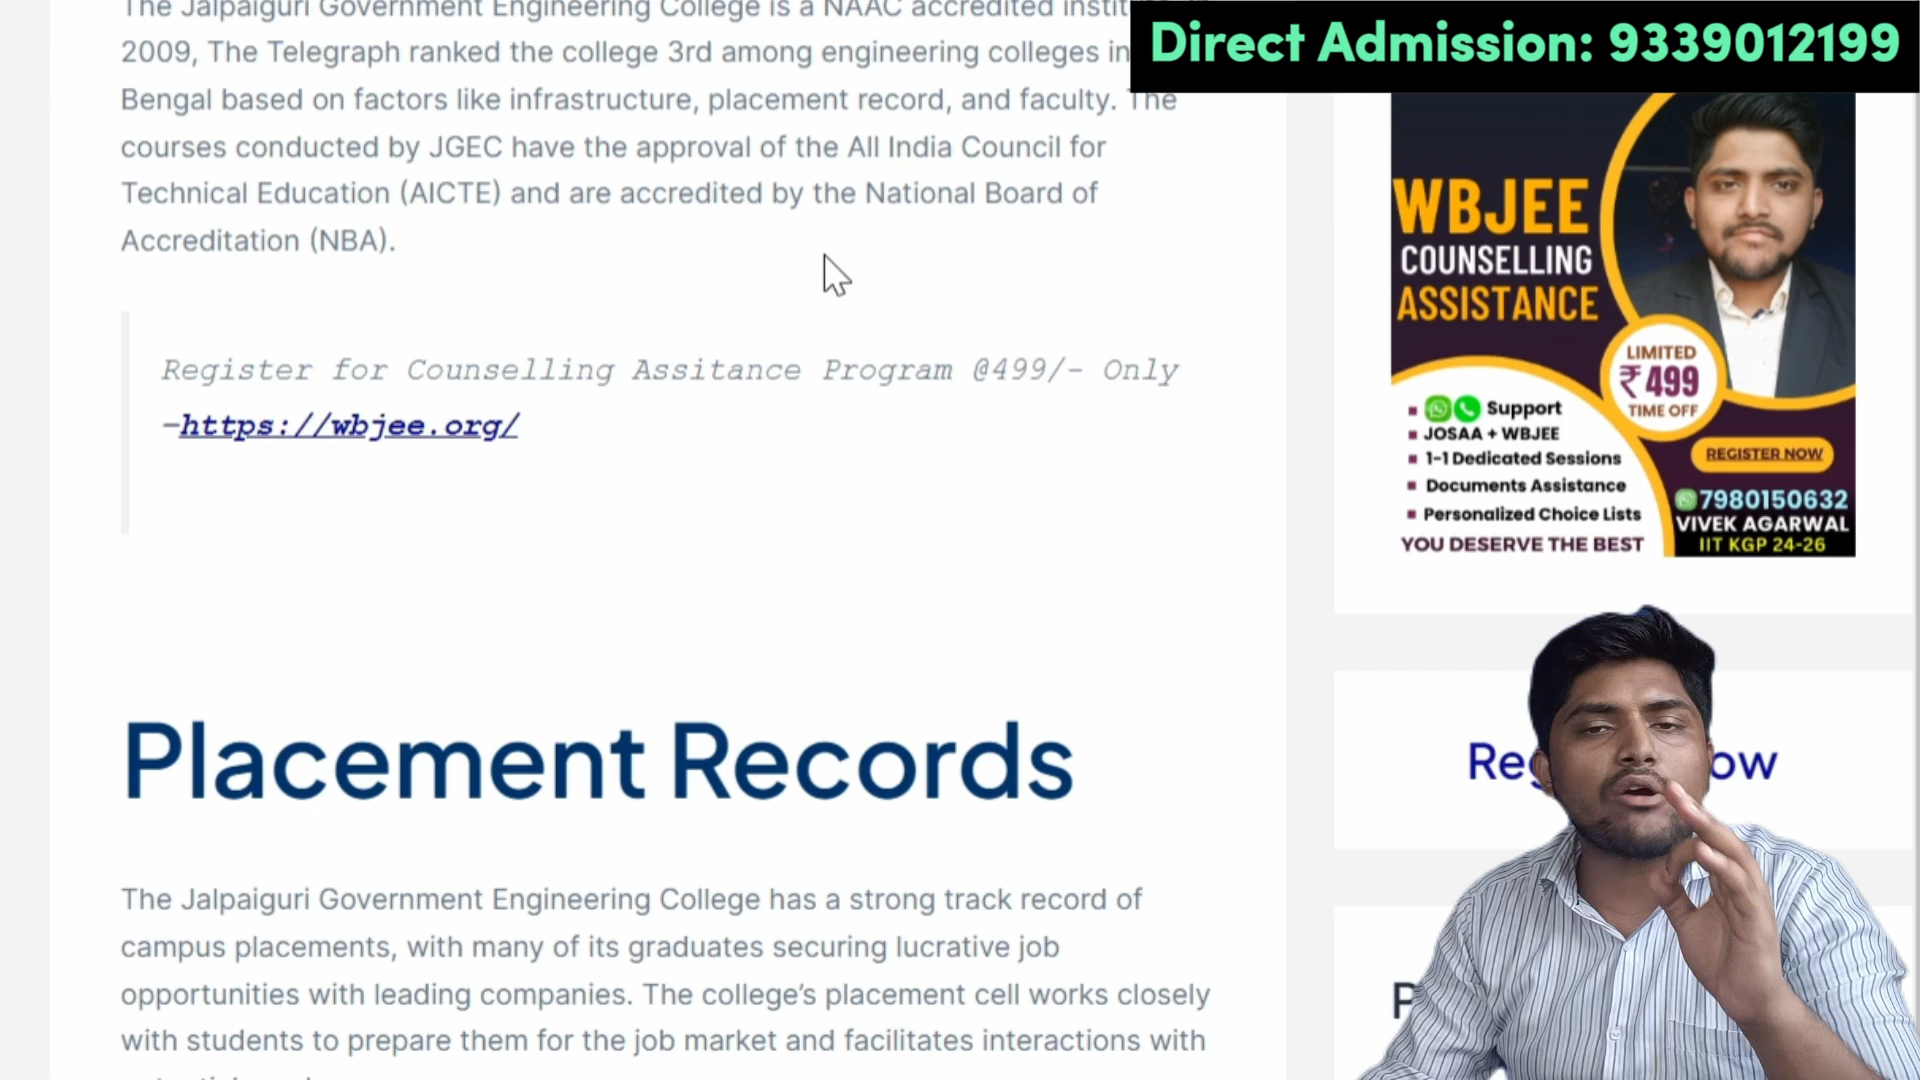 The Jalpaiguri Government Engineering College is a NAAC accredited
2009, The Telegraph ranked the college 3rd among engineering colleges in
Bengal based on factors like infrastructure, placement record, and faculty. The
courses conducted by JGEC have the approval of the All India Council for
Technical Education (AICTE) and are accredited by the National Board of
Accreditation (NBA).
Register for Counselling Assitance Program @499/- Only
–https://wbjee.org/
Placement Records
The Jalpaiguri Government Engineering College has a strong track record of
campus placements, with many of its graduates securing lucrative job
opportunities with leading companies. The college’s placement cell works closely
with students to prepare them for the job market and facilitates interactions with
Direct Admission: 9339012199
WBJEE
COUNSELLING
ASSISTANCE
LIMITED
₹499
TIME OFF
Support
JOSAA + WBJEE
1-1 Dedicated Sessions
Documents Assistance
Personalized Choice Lists
YOU DESERVE THE BEST
REGISTER NOW
7980150632
VIVEK AGARWAL
IIT KGP 24-26